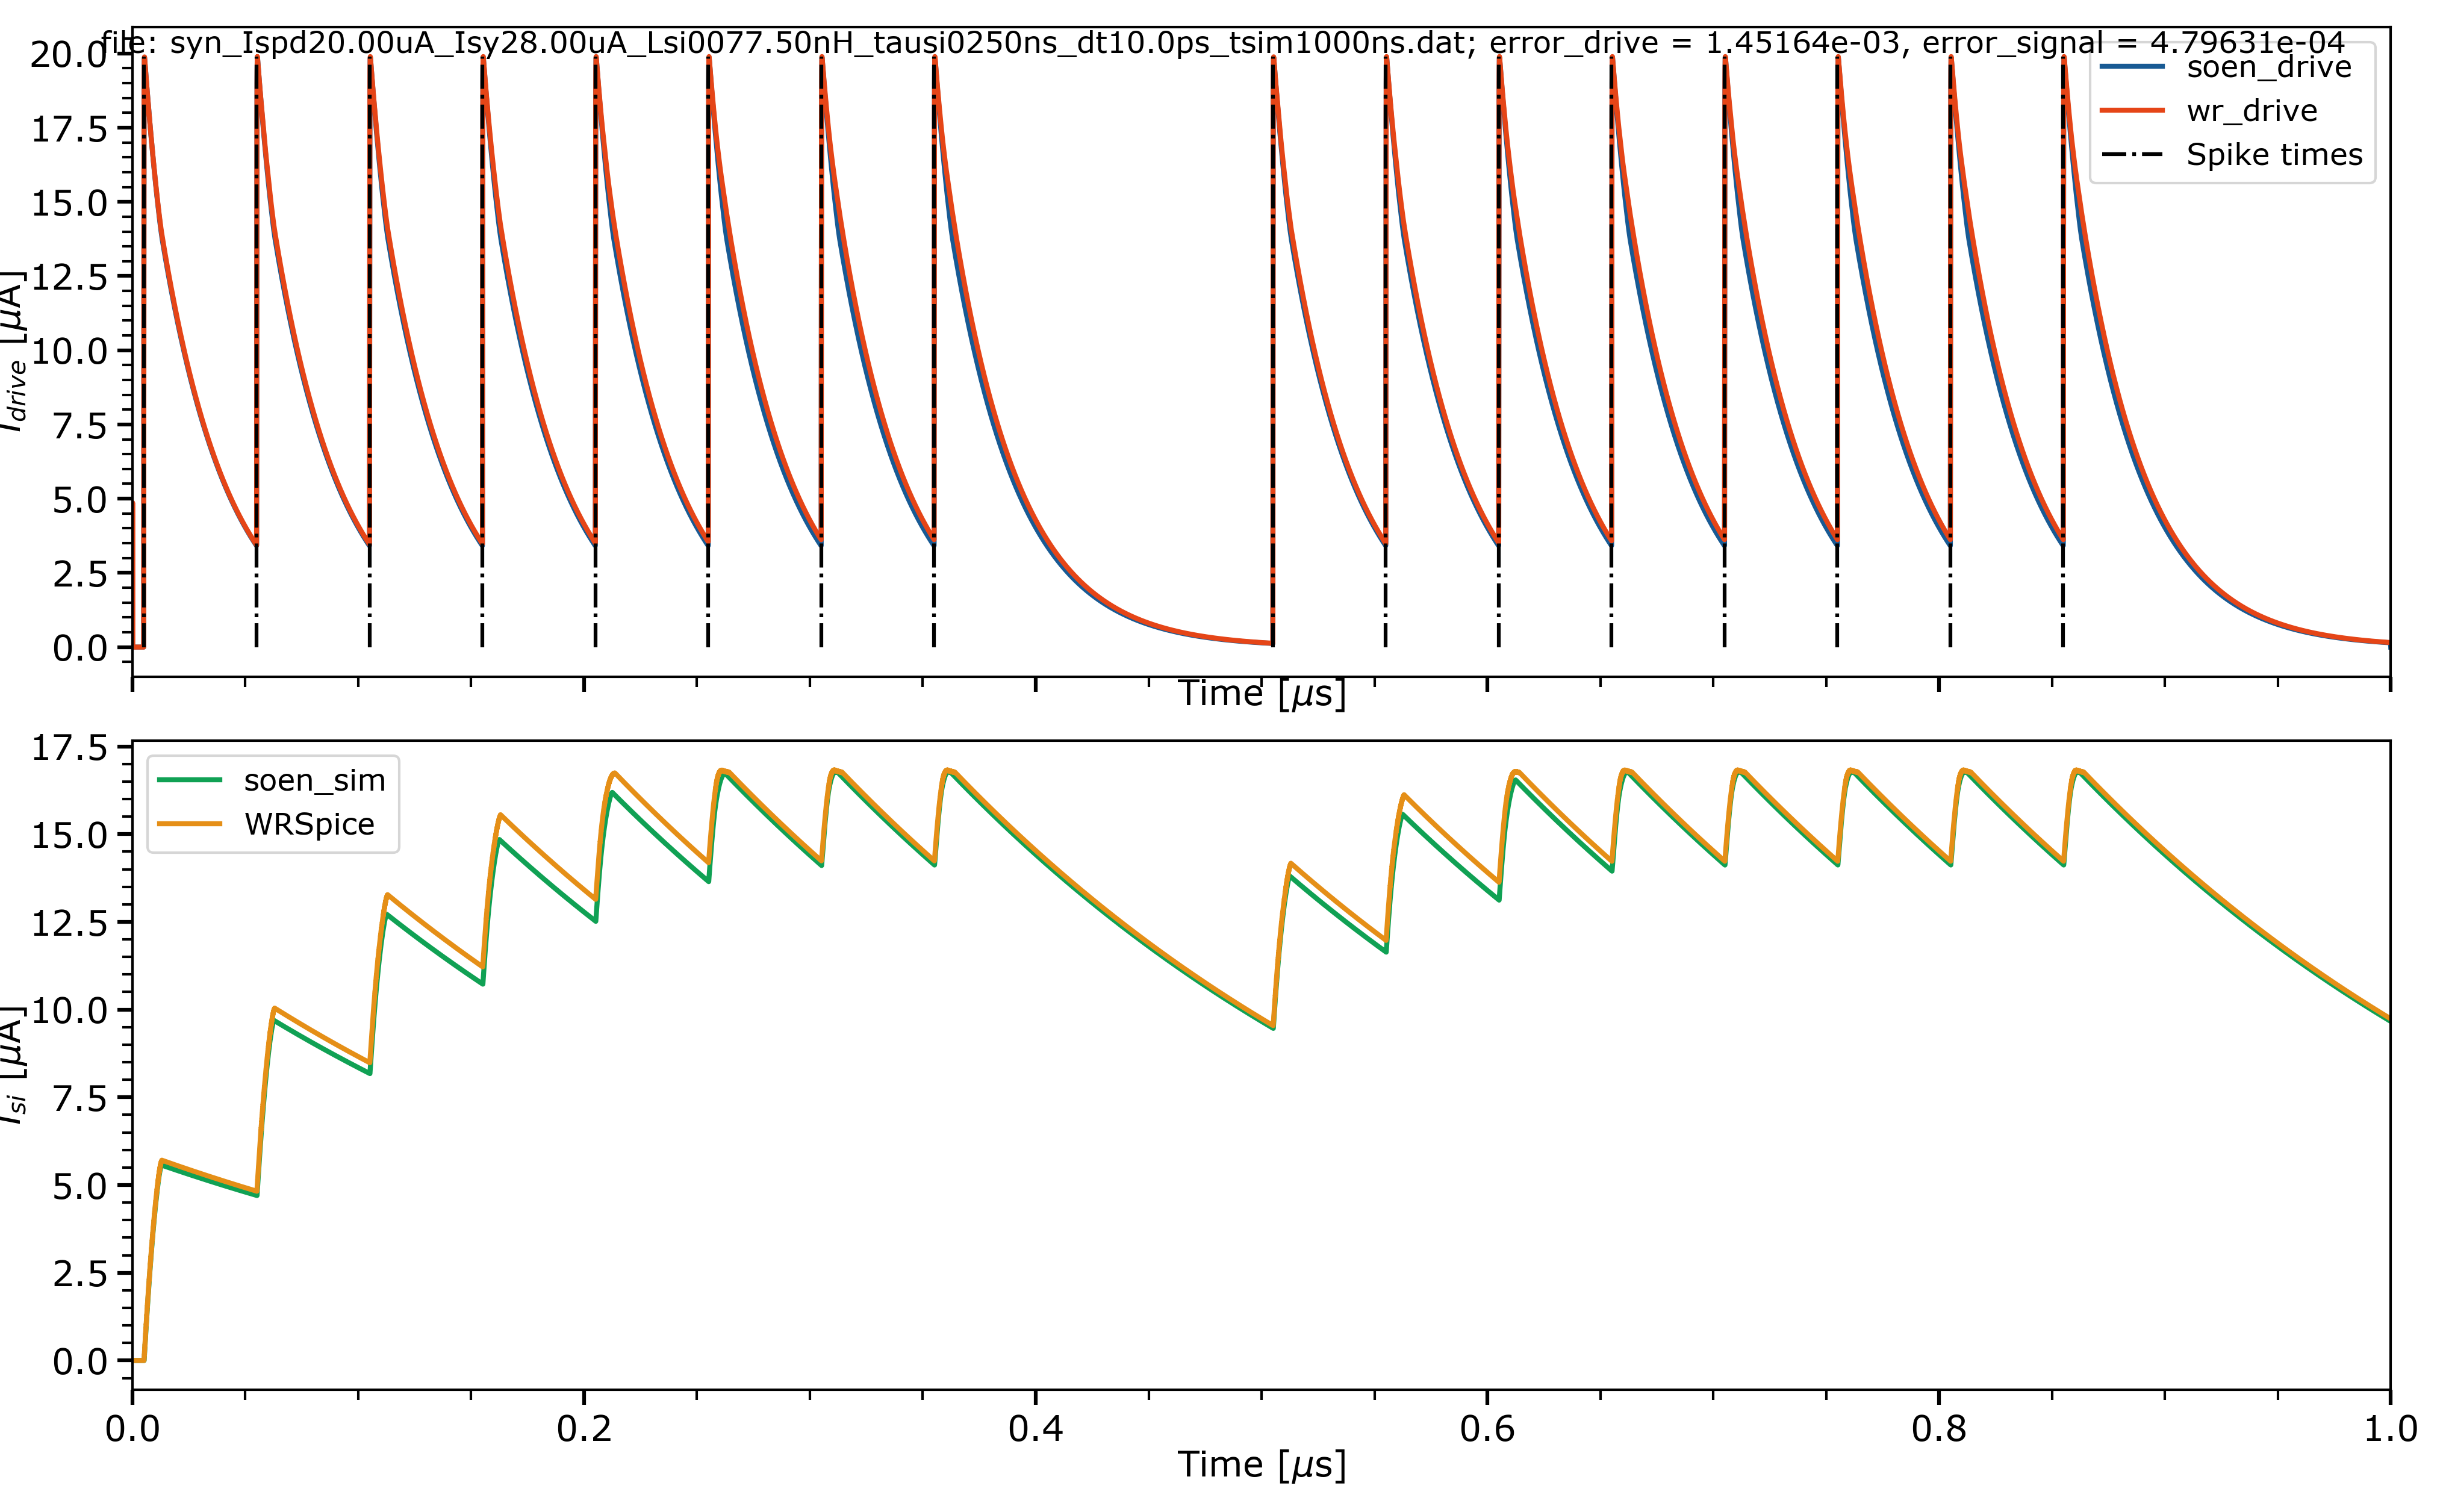 file: syn_Ispd20.00uA_Isy28.00uA_Lsi0077.50nH_tausi0250ns_dt10.0ps_tsim1000ns.dat; error_drive = 1.45164e-03, error_signal = 4.79631e-04
20.0
17.5
15.0
12.5
10.0
7.5
5.0
2.5
0.0
I_drive [μA]
soen_drive
wr_drive
Spike times
Time [μs]
17.5
15.0
12.5
10.0
7.5
5.0
2.5
0.0
I_si [μA]
soen_sim
WRSpice
0.0 0.2 0.4 0.6 0.8 1.0
Time [μs]